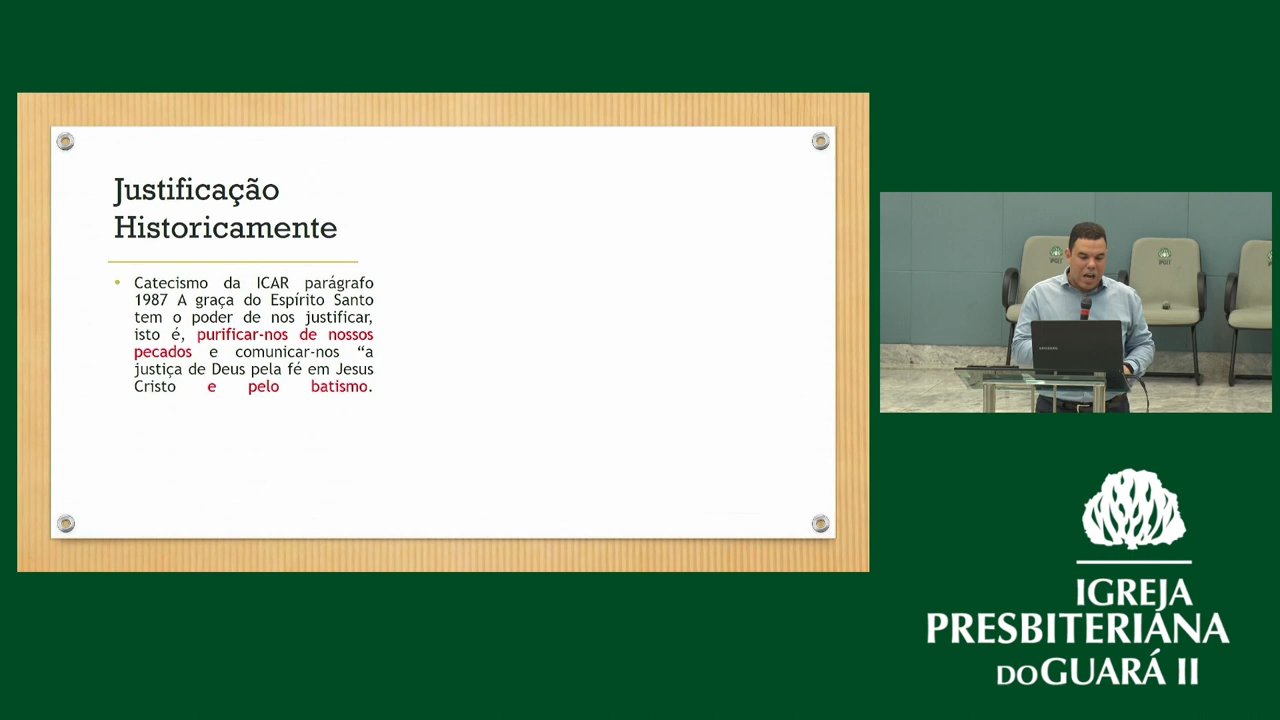 Justificação
Historicamente
Catecismo da ICAR parágrafo
1987 A graça do Espírito Santo
tem o poder de nos justificar,
isto é, purificar-nos de nossos
pecados e comunicar-nos “a
justiça de Deus pela fé em Jesus
Cristo e pelo batismo.
IGREJA
PRESBITERIANA
DO GUARÁ II